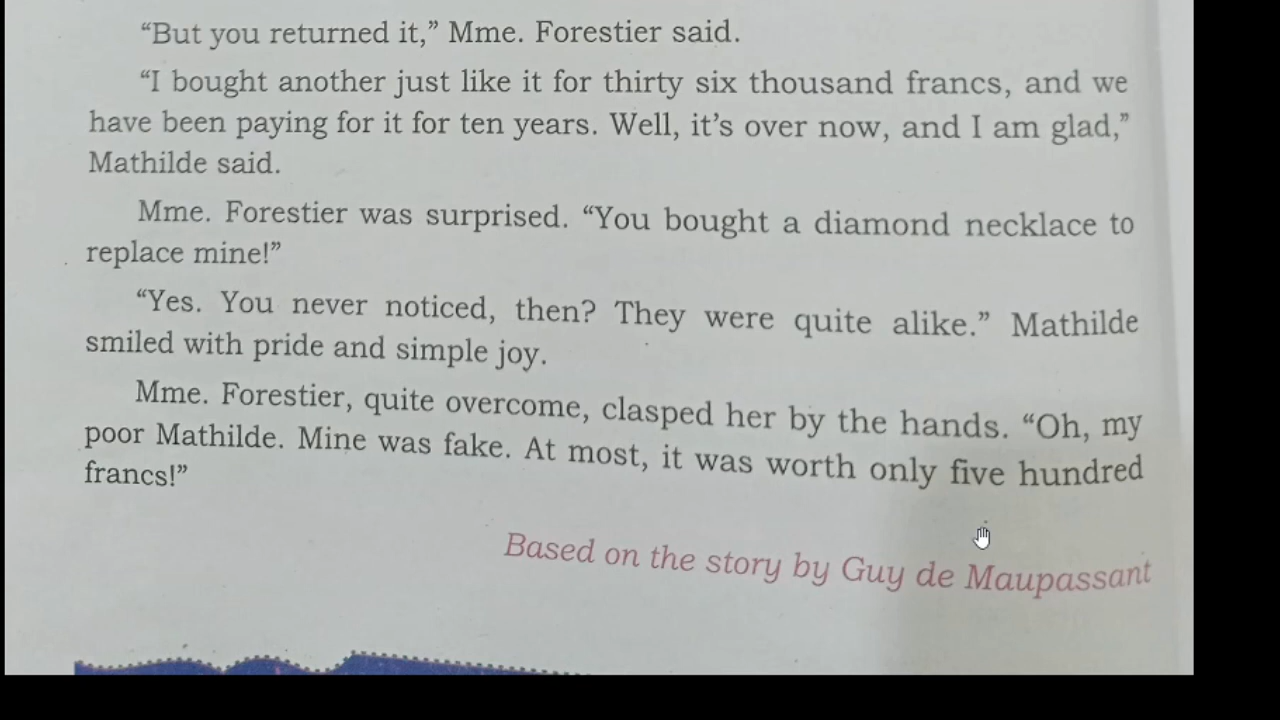 “But you returned it,” Mme. Forestier said.
“I bought another just like it for thirty six thousand francs, and we
have been paying for it for ten years. Well, it’s over now, and I am glad,”
Mathilde said.
Mme. Forestier was surprised. “You bought a diamond necklace to
replace mine!”
“Yes. You never noticed, then? They were quite alike.” Mathilde
smiled with pride and simple joy.
Mme. Forestier, quite overcome, clasped her by the hands. “Oh, my
poor Mathilde. Mine was fake. At most, it was worth only five hundred
francs!”
Based on the story by Guy de Maupassant